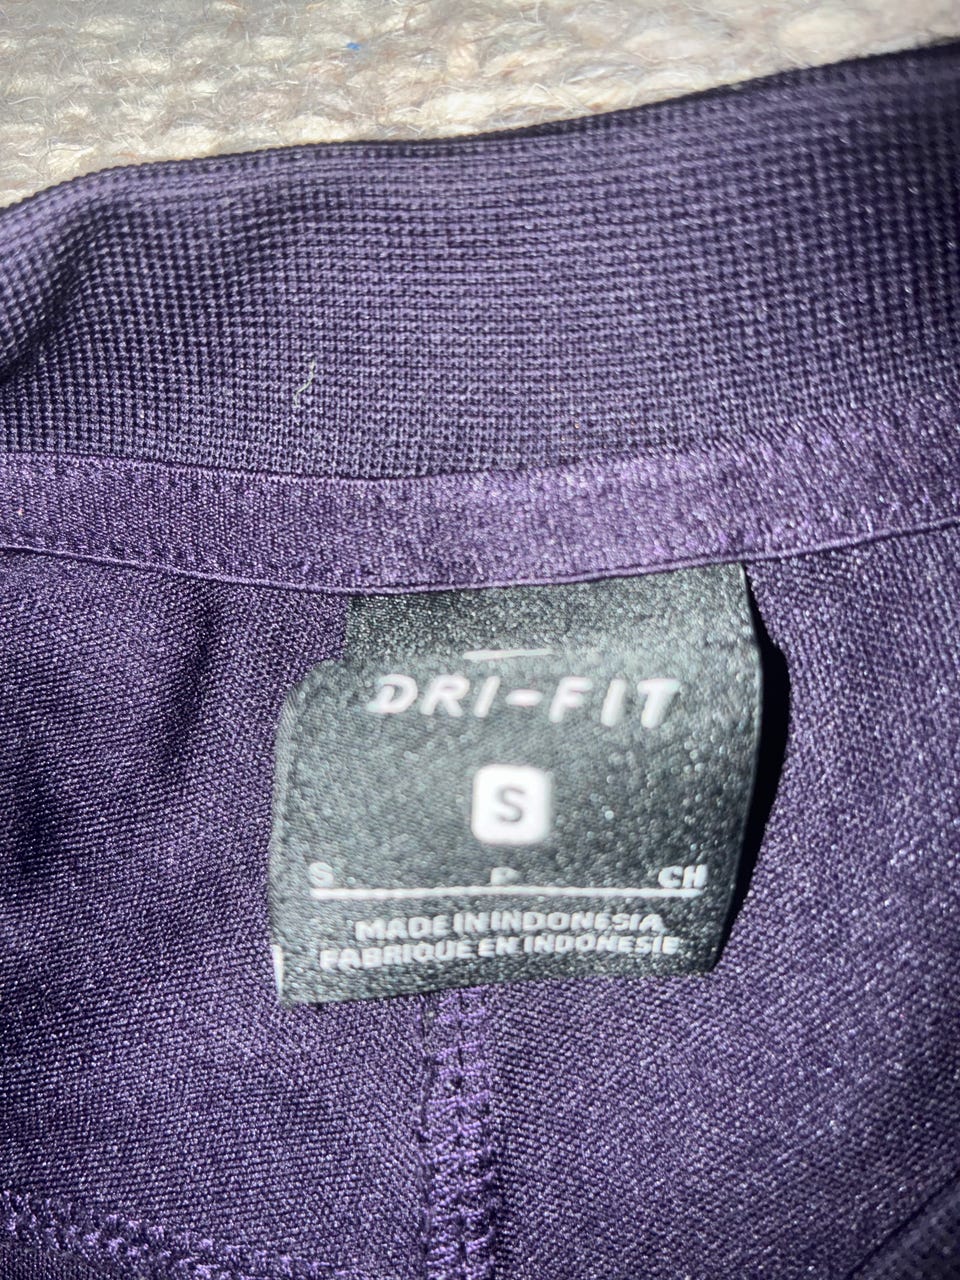 DRI-FIT
S
S P CH
MADE IN INDONESIA
FABRIQUE EN INDONESIE